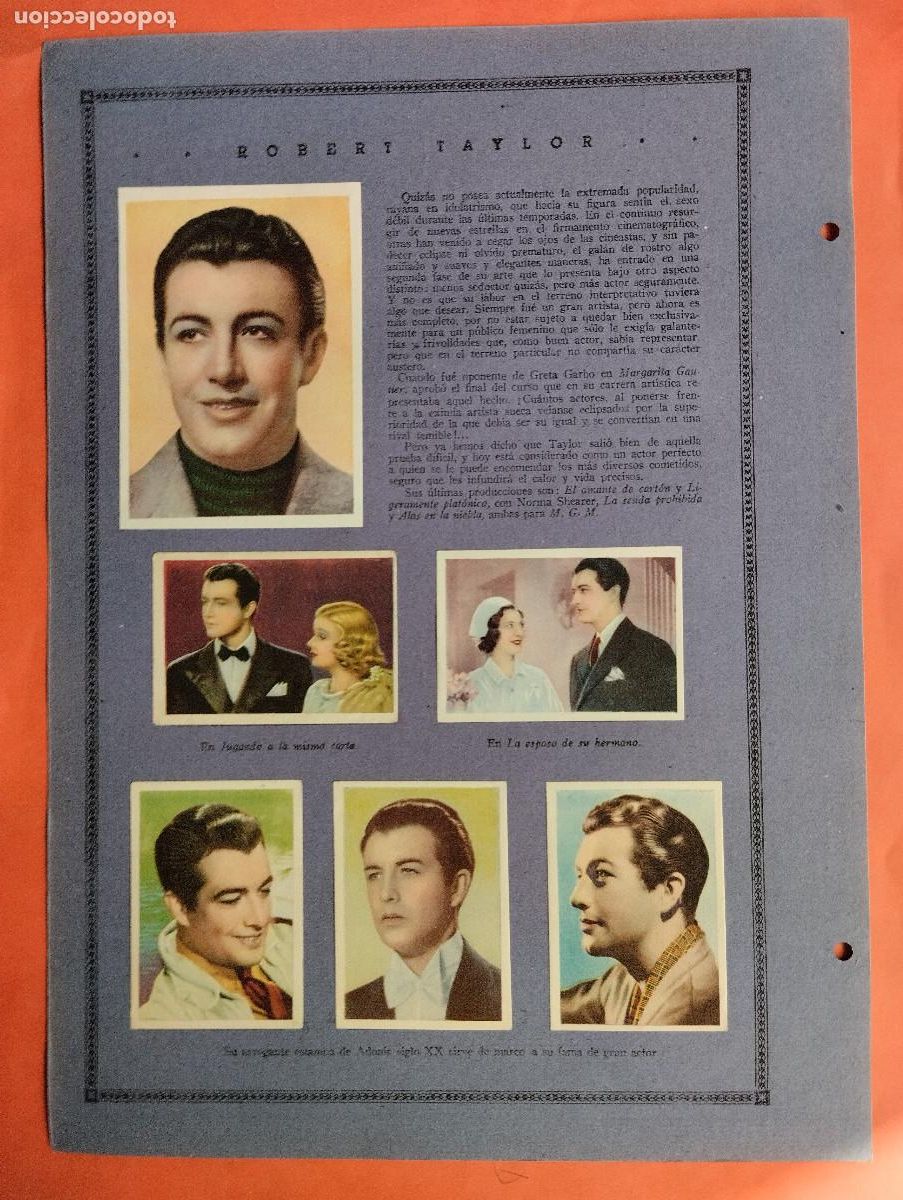 todocoleccion
ROBERT TAYLOR
Quizás no posea actualmente la extremada popularidad,
rayana en idolatrismo, que hacia su figura sentía el sexo
débil durante las últimas temporadas. En el continuo resur-
gir de nuevas estrellas en el firmamento cinematográfico,
otras han venido a cegar los ojos de las cineastas, y sin pa-
decer eclipse ni olvido prematuro, el galán de rostro algo
aniñado y suaves y elegantes maneras, ha entrado en una
segunda fase de su arte que lo presenta bajo otro aspecto
distinto: menos seductor quizás, pero más actor seguramente.
Y no es que su labor en el terreno interpretativo tuviera
algo que desear. Siempre fué un gran artista, pero ahora es
más completo, por no estar sujeto a quedar bien exclusiva-
mente para un público femenino que sólo le exigía galante-
rías y frivolidades que, como buen actor, sabía representar
pero que en el terreno particular no compartía su carácter
austero.
Cuando fué oponente de Greta Garbo en Margarita Gau-
tier, aprobó el final del curso que en su carrera artística re-
presentaba aquel hecho. ¡Cuántos actores, al ponerse fren-
te a la eximia artista sueca veíanse eclipsados por la supe-
rioridad de la que debía ser su igual y se convertían en una
rival temible!...
Pero ya hemos dicho que Taylor salió bien de aquella
prueba difícil, y hoy está considerado como un actor perfecto
a quien se le puede encomendar los más diversos cometidos,
seguro que les infundirá el calor y vida precisos.
Sus últimas producciones son: El amante de cartón y Li-
geramente platónico, con Norma Shearer, La senda prohibida
y Alas en la niebla, ambas para M. G. M.
En Jugando a la misma carta
En La esposa de su hermano.
Su arrogante estampa de Adonis siglo XX sirve de marco a su fama de gran actor